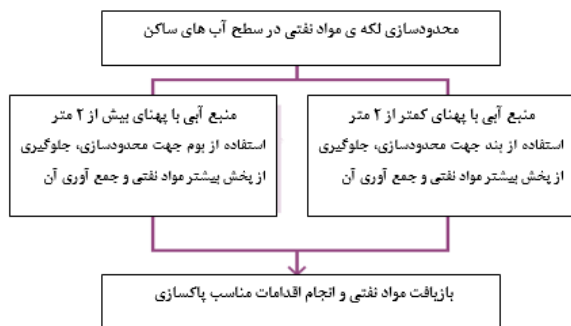 محدودسازی لکه ی مواد نفتی در سطح آب های ساکن
منبع آبی با پهنای کمتر از ۲ متر
استفاده از بند جهت محدودسازی، جلوگیری
از پخش پیشتر مواد نفتی و جمع آوری آن
منبع آبی با پهنای بیش از ۲ متر
استفاده از بوم جهت محدودسازی، جلوگیری
از پخش پیشتر مواد نفتی و جمع آوری آن
بازیافت مواد نفتی و انجام اقدامات مناسب پاکسازی